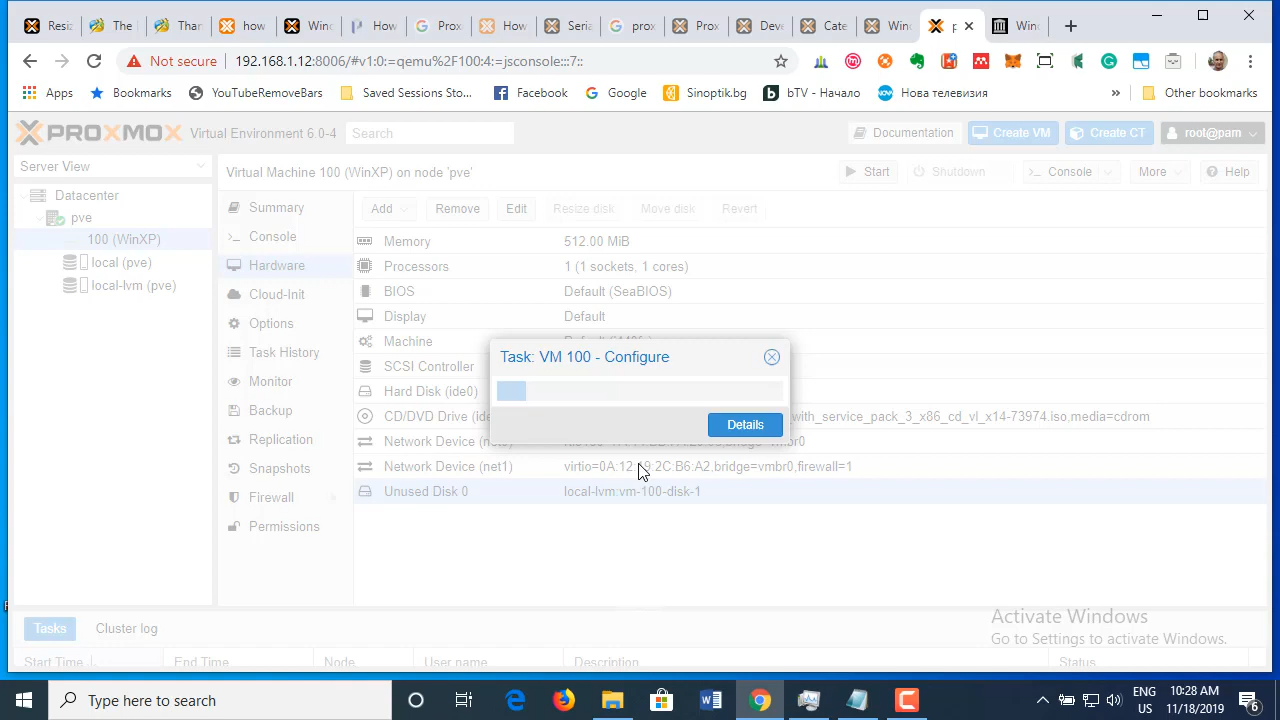 Resi
The
Than
how
Winc
How
Prox
How
Seria
prox
Prox
Deve
Cate
Winc
p
Winc
Not secure
192.168.1.12:8006/#v1:0:=qemu%2F100:4:=jsconsole:::7::
Apps
Bookmarks
YouTubeRemoveBars
Saved Sessions Sto...
Facebook
Google
Sinoptik.bg
bTV - Начало
Нова телевизия
»
Other bookmarks
PROXMOX Virtual Environment 6.0-4
Search
Documentation
Create VM
Create CT
root@pam
Server View
Virtual Machine 100 (WinXP) on node 'pve'
Start
Shutdown
Console
More
Help
Datacenter
pve
100 (WinXP)
local (pve)
local-lvm (pve)
Summary
Console
Hardware
Cloud-Init
Options
Task History
Monitor
Backup
Replication
Snapshots
Firewall
Permissions
Add
Remove
Edit
Resize disk
Move disk
Revert
Memory 512.00 MiB
Processors 1 (1 sockets, 1 cores)
BIOS Default (SeaBIOS)
Display Default
Machine
SCSI Controller
Hard Disk (ide0)
CD/DVD Drive (ide with_service_pack_3_x86_cd_vl_x14-73974.iso,media=cdrom
Network Device bridge=vmbr0
Network Device (net1) virtio=0A:12: 2C:B6:A2,bridge=vmbr0,firewall=1
Unused Disk 0 local-lvm:vm-100-disk-1
Task: VM 100 - Configure
Details
Tasks
Cluster log
Start Time
End Time
Node
User name
Description
Status
Activate Windows
Go to Settings to activate Windows.
Type here to search
ENG
US
10:28 AM
11/18/2019
6